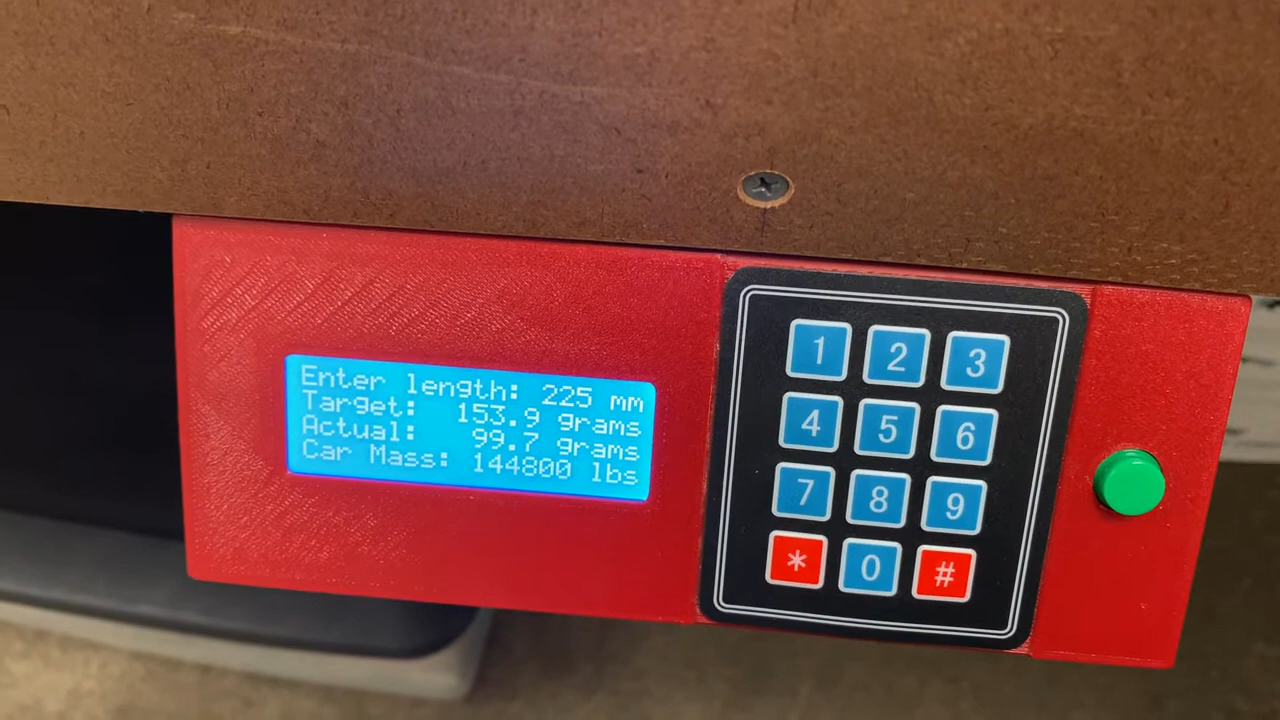 Enter length: 225 mm
Target: 153.9 grams
Actual: 99.7 grams
Car Mass: 144800 lbs
1 2 3
4 5 6
7 8 9
* 0 #